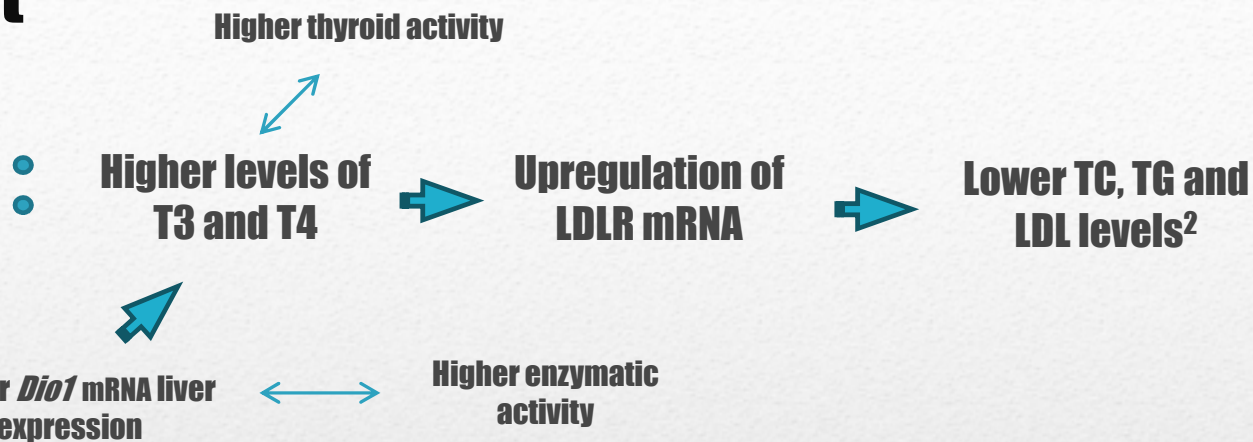 Higher thyroid activity
Higher levels of
T3 and T4
Upregulation of
LDLR mRNA
Lower TC, TG and
LDL levels²
Dio1 mRNA liver
expression
Higher enzymatic
activity